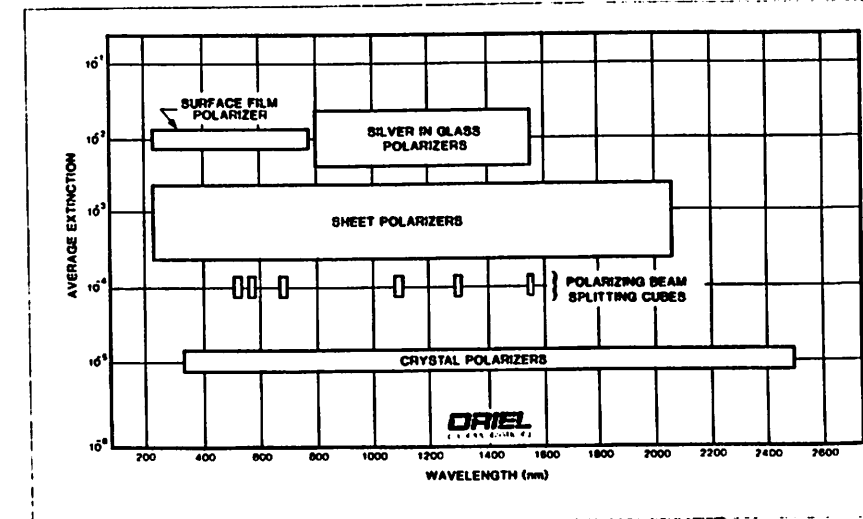 10-1
SURFACE FILM
POLARIZER
10-2
SILVER IN GLASS
POLARIZERS
AVERAGE EXTINCTION
10-3
SHEET POLARIZERS
10-4
POLARIZING BEAM
SPLITTING CUBES
10-5
CRYSTAL POLARIZERS
ORIEL
10-6
200 400 600 800 1000 1200 1400 1600 1800 2000 2200 2400 2600
WAVELENGTH (nm)